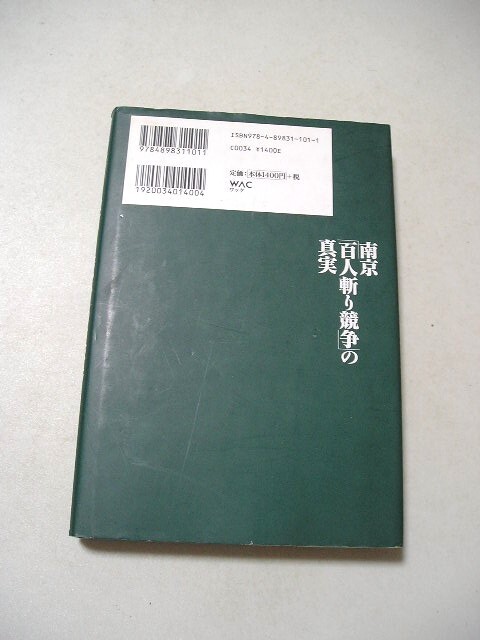 9784898311011
ISBN978-4-89831-101-1
C0034 ¥1400E
1920034014004
定価：本体1400円＋税
WAC
ワック
南京
「百人斬り競争」の
真実